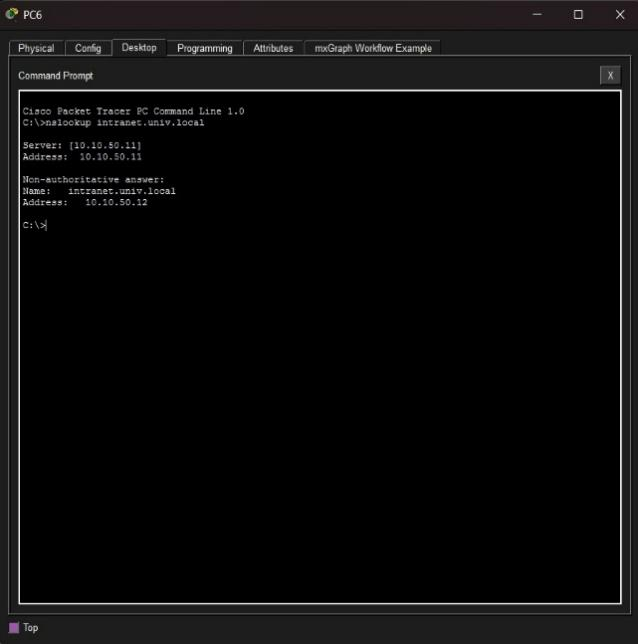 PC6
Physical Config Desktop Programming Attributes mxGraph Workflow Example
Command Prompt X
Cisco Packet Tracer PC Command Line 1.0
C:\>nslookup intranet.univ.local
Server: [10.10.50.11]
Address:  10.10.50.11
Non-authoritative answer:
Name:   intranet.univ.local
Address:   10.10.50.12
C:\>
Top